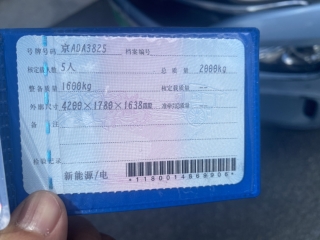 号牌号码 京ADA3825 档案编号
核定载人数 5人 总质量 2000kg
整备质量 1600kg 核定载质量 --
外廓尺寸 4200×1780×1638mm 准牵引总质量 --
备注
检验记录
新能源/电